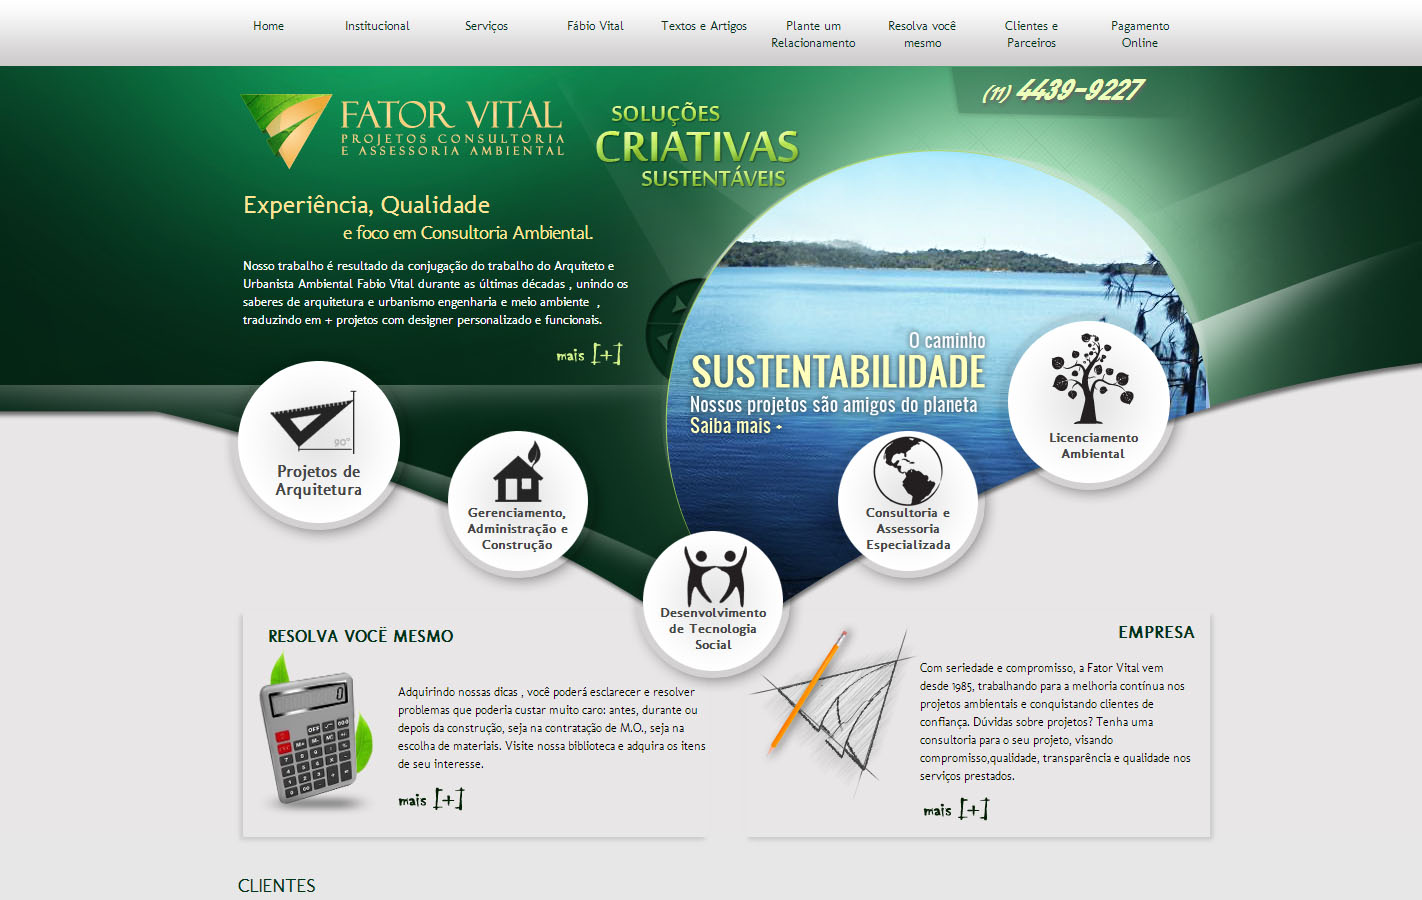 Home
Institucional
Serviços
Fábio Vital
Textos e Artigos
Plante um
Relacionamento
Resolva você
mesmo
Clientes e
Parceiros
Pagamento
Online
(11) 4439-9227
FATOR VITAL
PROJETOS CONSULTORIA
E ASSESSORIA AMBIENTAL
SOLUÇÕES
CRIATIVAS
SUSTENTÁVEIS
Experiência, Qualidade
e foco em Consultoria Ambiental.
Nosso trabalho é resultado da conjugação do trabalho do Arquiteto e
Urbanista Ambiental Fabio Vital durante as últimas décadas , unindo os
saberes de arquitetura e urbanismo engenharia e meio ambiente ,
traduzindo em + projetos com designer personalizado e funcionais.
mais [+]
O caminho
SUSTENTABILIDADE
Nossos projetos são amigos do planeta
Saiba mais +
90°
Projetos de
Arquitetura
Gerenciamento,
Administração e
Construção
Desenvolvimento
de Tecnologia
Social
Consultoria e
Assessoria
Especializada
Licenciamento
Ambiental
RESOLVA VOCÊ MESMO
Adquirindo nossas dicas , você poderá esclarecer e resolver
problemas que poderia custar muito caro: antes, durante ou
depois da construção, seja na contratação de M.O., seja na
escolha de materiais. Visite nossa biblioteca e adquira os itens
de seu interesse.
mais [+]
EMPRESA
Com seriedade e compromisso, a Fator Vital vem
desde 1985, trabalhando para a melhoria contínua nos
projetos ambientais e conquistando clientes de
confiança. Dúvidas sobre projetos? Tenha uma
consultoria para o seu projeto, visando
compromisso,qualidade, transparência e qualidade nos
serviços prestados.
mais [+]
CLIENTES